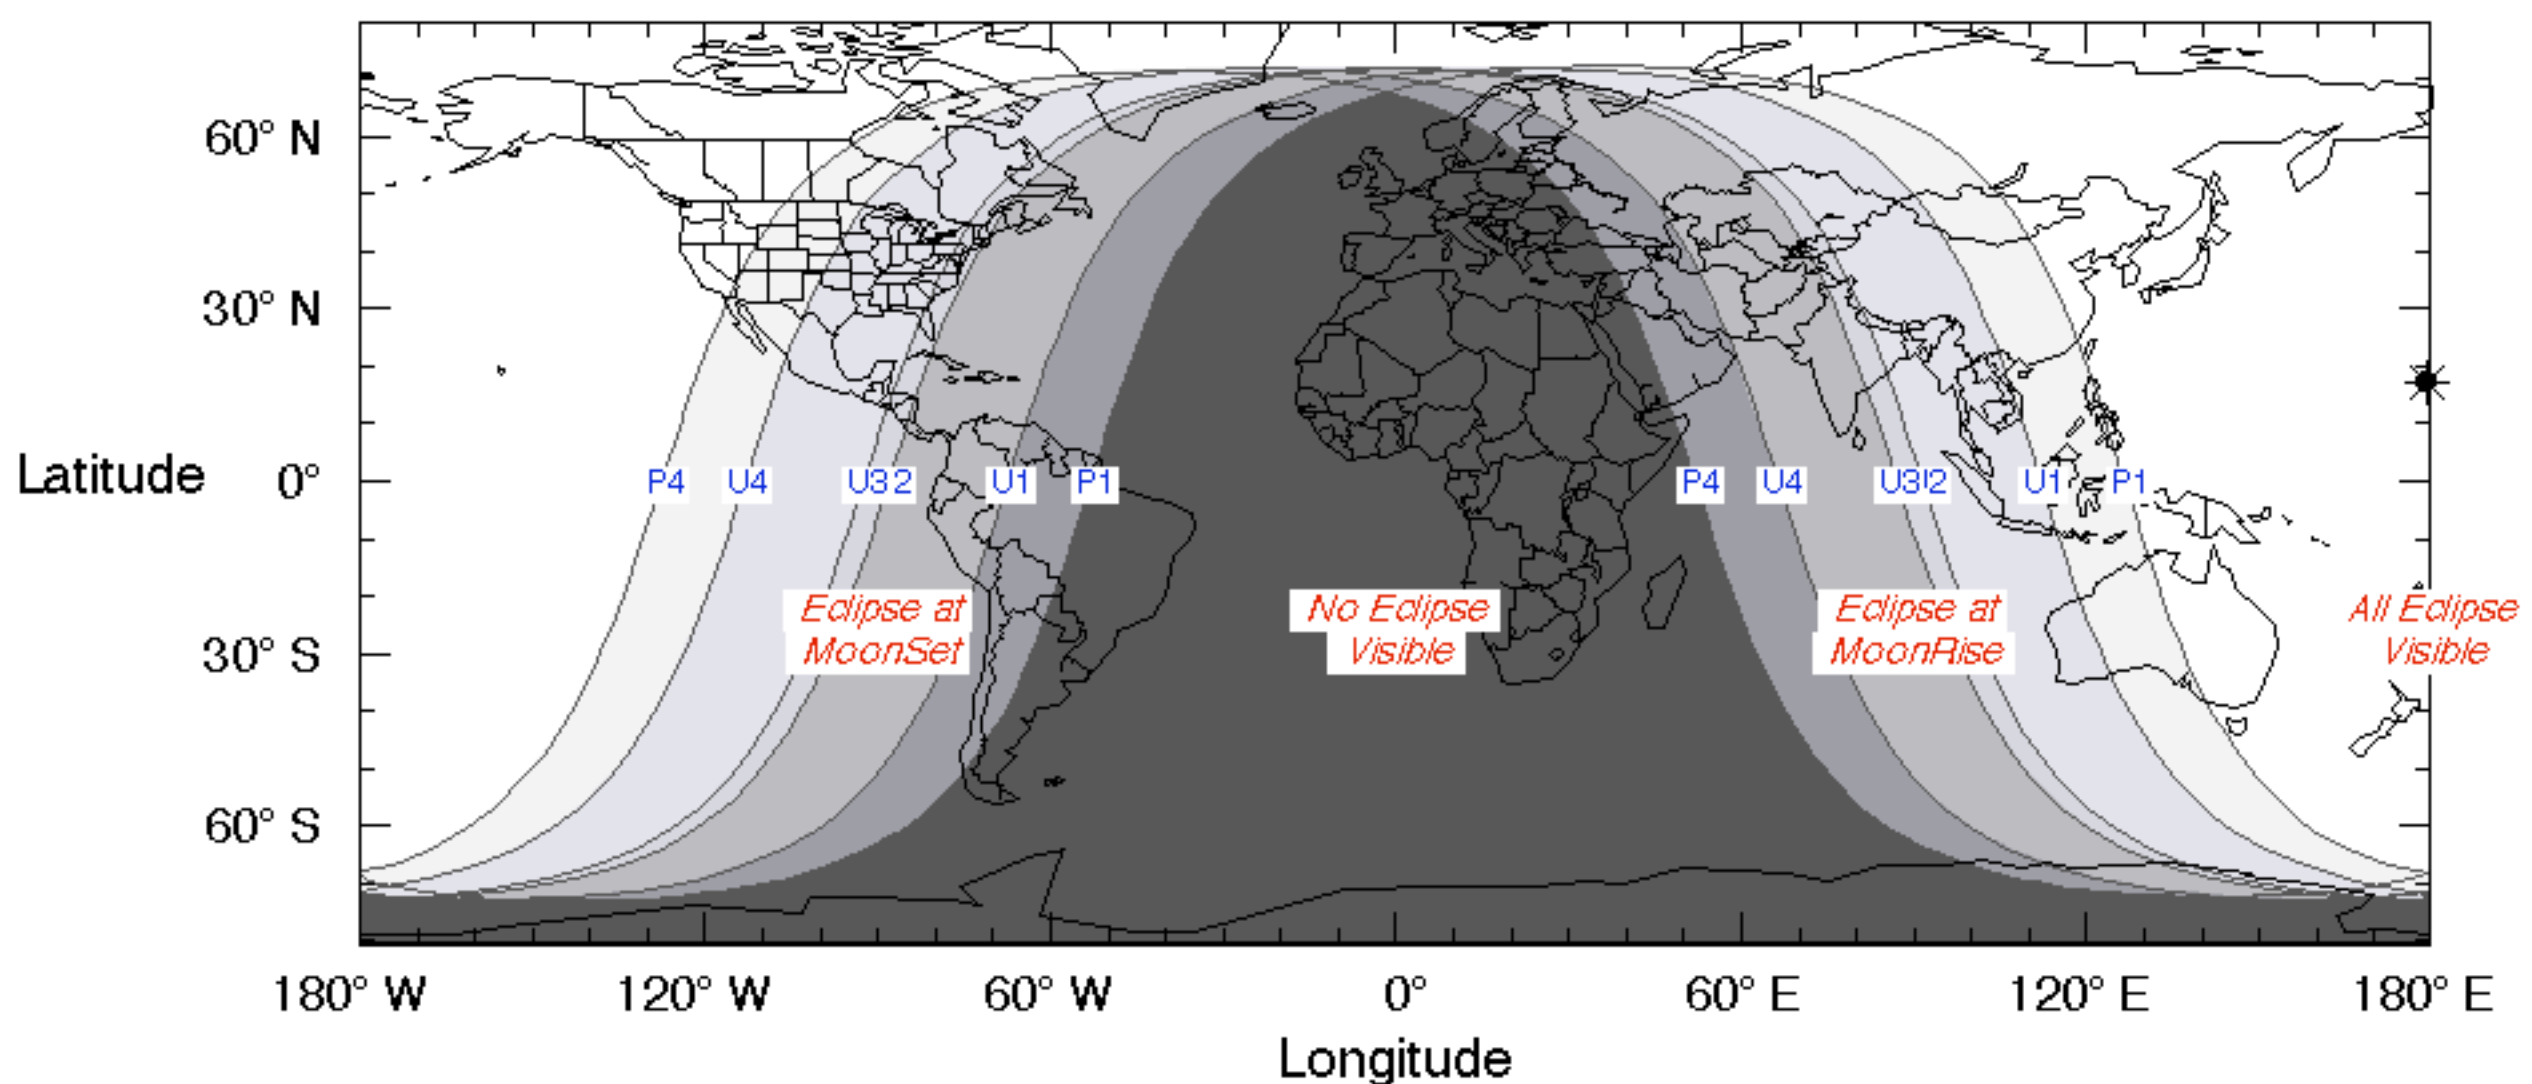 60° N
30° N
Latitude 0°
P4 U4 U3 2 U1 P1 P4 U4 U3 2 U1 P1
Eclipse at No Eclipse Eclipse at All Eclipse
MoonSet Visible MoonRise Visible
30° S
60° S
180° W 120° W 60° W 0° 60° E 120° E 180° E
Longitude